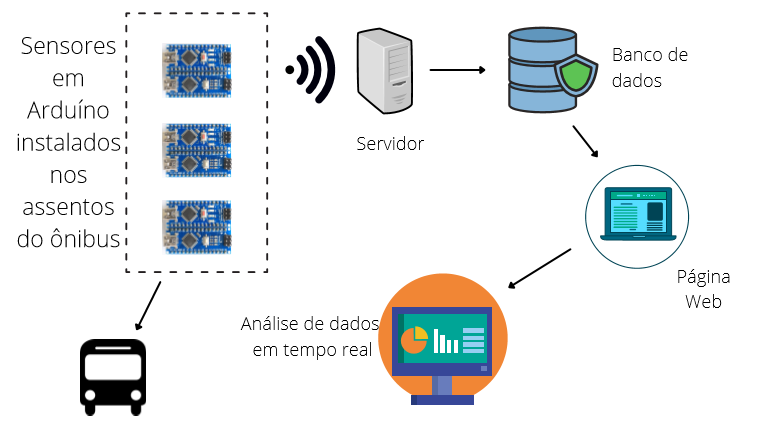 Sensores
em
Arduíno
instalados
nos
assentos
do ônibus
Servidor
Banco de
dados
Página
Web
Análise de dados
em tempo real